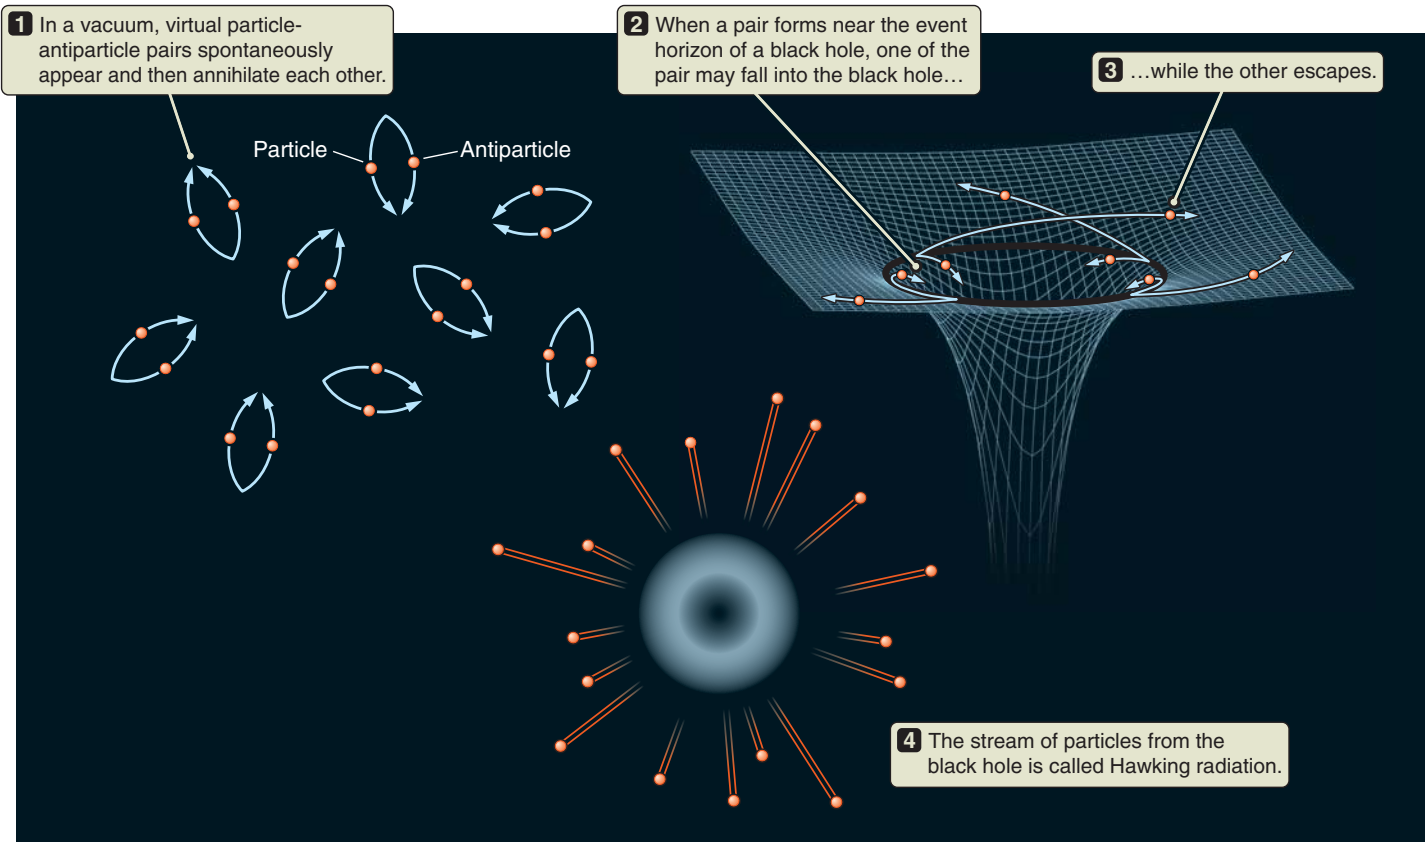 1 In a vacuum, virtual particle-
antiparticle pairs spontaneously
appear and then annihilate each other.
2 When a pair forms near the event
horizon of a black hole, one of the
pair may fall into the black hole…
3 …while the other escapes.
Particle
Antiparticle
4 The stream of particles from the
black hole is called Hawking radiation.